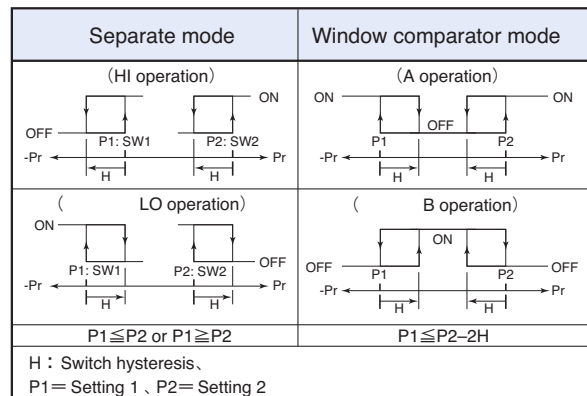 Separate mode
Window comparator mode
(HI operation)
ON
OFF
P1: SW1
P2: SW2
-Pr
Pr
H
H
(A operation)
ON
ON
OFF
P1
P2
-Pr
Pr
H
H
( LO operation)
ON
P1: SW1
P2: SW2
OFF
-Pr
Pr
H
H
( B operation)
ON
OFF
OFF
P1
P2
-Pr
Pr
H
H
P1≦P2 or P1≧P2
P1≦P2–2H
H：Switch hysteresis、
P1＝ Setting 1 、P2＝ Setting 2